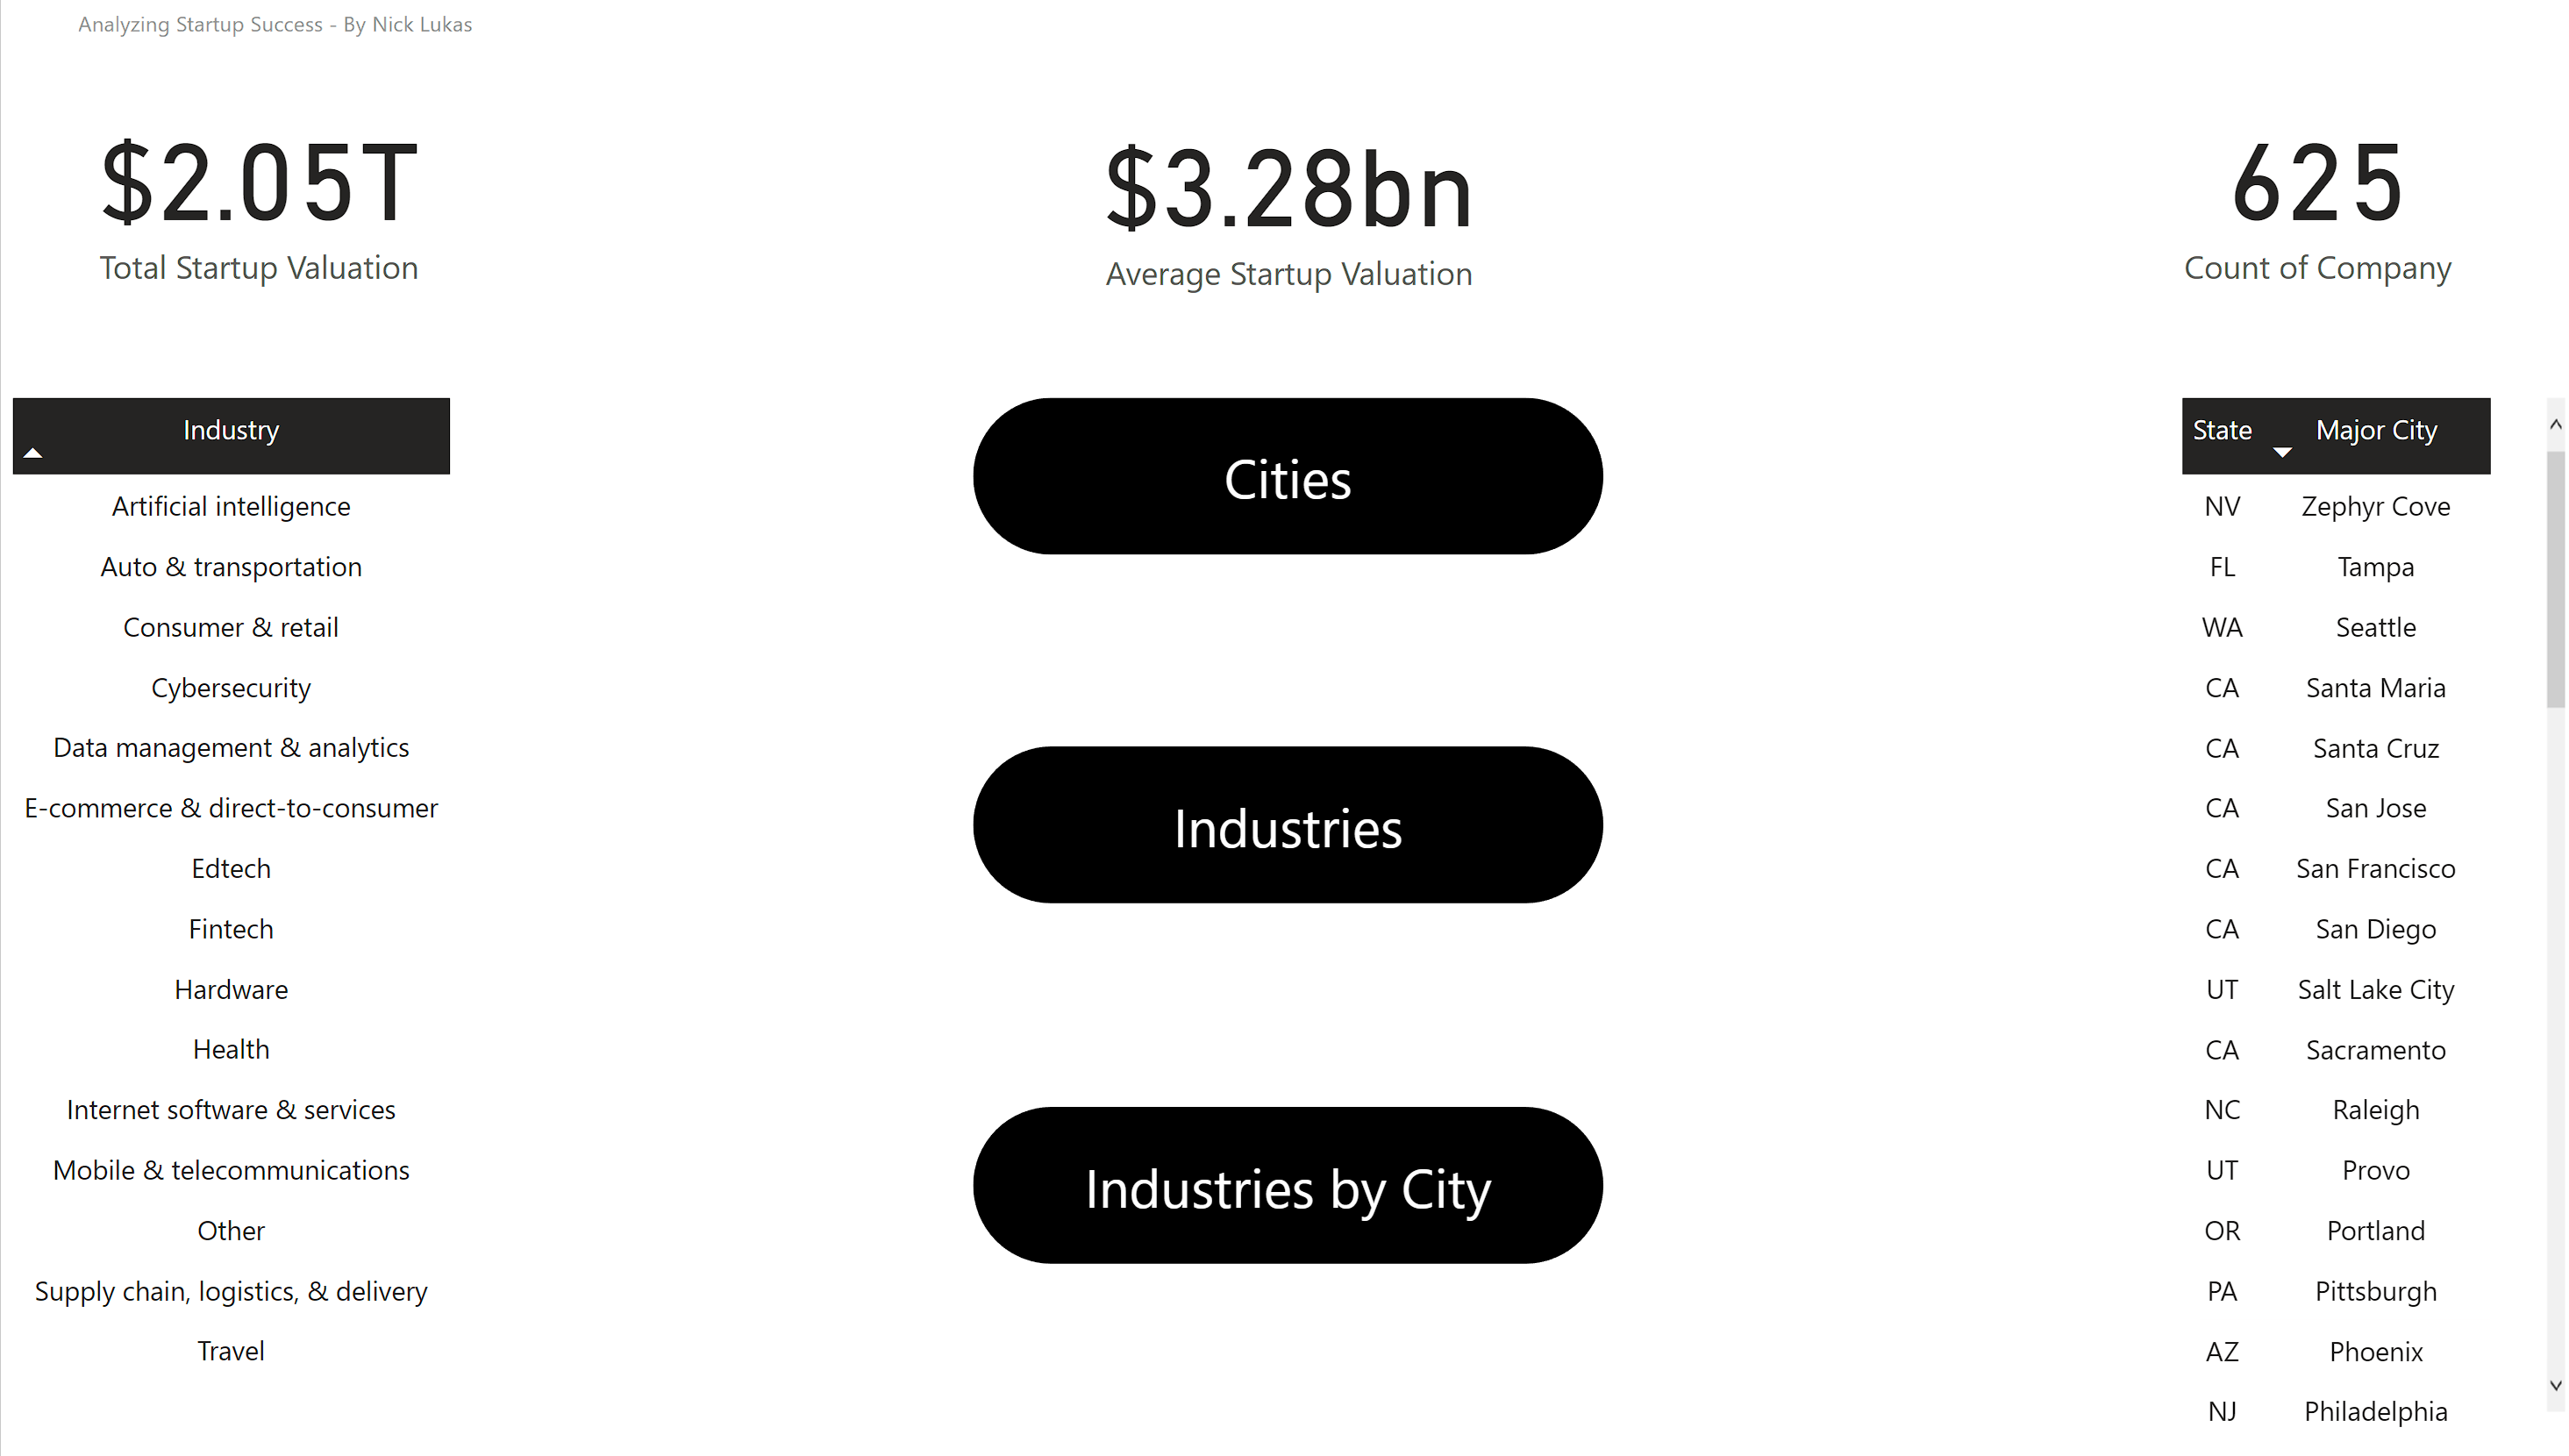 Analyzing Startup Success - By Nick Lukas
$2.05T
Total Startup Valuation
$3.28bn
Average Startup Valuation
625
Count of Company
Industry
Artificial intelligence
Auto & transportation
Consumer & retail
Cybersecurity
Data management & analytics
E-commerce & direct-to-consumer
Edtech
Fintech
Hardware
Health
Internet software & services
Mobile & telecommunications
Other
Supply chain, logistics, & delivery
Travel
Cities
Industries
Industries by City
State Major City
NV Zephyr Cove
FL Tampa
WA Seattle
CA Santa Maria
CA Santa Cruz
CA San Jose
CA San Francisco
CA San Diego
UT Salt Lake City
CA Sacramento
NC Raleigh
UT Provo
OR Portland
PA Pittsburgh
AZ Phoenix
NJ Philadelphia